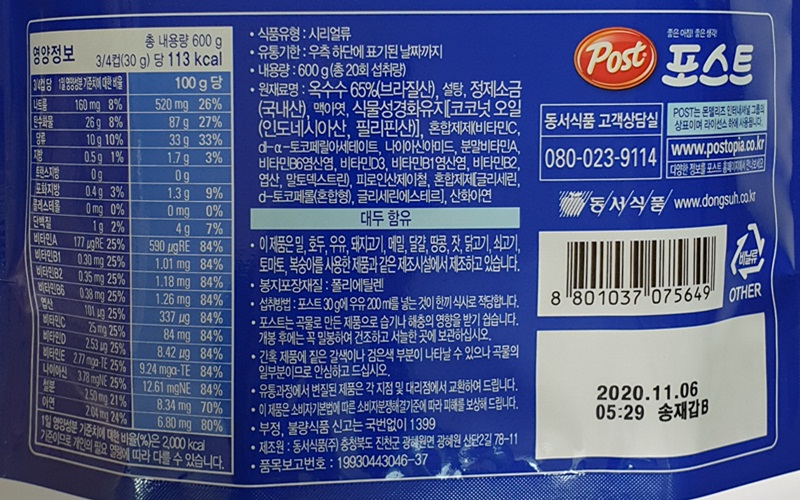 영양정보
총 내용량 600 g
3/4컵(30 g) 당 113 kcal
3/4컵 당 1일 영양성분 기준치에 대한 비율 100 g 당
나트륨 160 mg 8% 520 mg 26%
탄수화물 26 g 8% 87 g 27%
당류 10 g 10% 33 g 33%
지방 0.5 g 1% 1.7 g 3%
트랜스지방 0 g 0 g
포화지방 0.4 g 3% 1.3 g 9%
콜레스테롤 0 mg 0% 0 mg 0%
단백질 1 g 2% 4 g 7%
비타민A 177 μgRE 25% 590 μgRE 84%
비타민B1 0.30 mg 25% 1.01 mg 84%
비타민B2 0.35 mg 25% 1.18 mg 84%
비타민B6 0.38 mg 25% 1.26 mg 84%
엽산 101 μg 25% 337 μg 84%
비타민C 25 mg 25% 84 mg 84%
비타민D 2.53 μg 25% 8.42 μg 84%
비타민E 2.77 mgα-TE 25% 9.24 mgα-TE 84%
나이아신 3.78 mgNE 25% 12.61 mgNE 84%
철분 2.50 mg 21% 8.34 mg 70%
아연 2.04 mg 24% 6.80 mg 80%
1일 영양성분 기준치에 대한 비율(%)은 2,000 kcal
기준이므로 개인의 필요 열량에 따라 다를 수 있습니다.
• 식품유형 : 시리얼류
• 유통기한 : 우측 하단에 표기된 날짜까지
• 내용량 : 600 g (총 20회 섭취량)
• 원재료명 : 옥수수 65%(브라질산), 설탕, 정제소금
(국내산), 맥아엿, 식물성경화유지[코코넛 오일
(인도네시아산, 필리핀산)], 혼합제제(비타민C,
dl-α-토코페릴아세테이트, 나이아신아미드, 분말비타민A,
비타민B6염산염, 비타민D3, 비타민B1염산염, 비타민B2,
엽산, 말토덱스트린), 피로인산제이철, 혼합제제[글리세린,
d-토코페롤(혼합형), 글리세린에스테르], 산화아연
대두 함유
• 이 제품은 밀, 호두, 우유, 돼지고기, 메밀, 달걀, 땅콩, 잣, 닭고기, 쇠고기,
토마토, 복숭아를 사용한 제품과 같은 제조시설에서 제조하고 있습니다.
• 봉지포장재질 : 폴리에틸렌
• 섭취방법 : 포스트 30 g에 우유 200 ml를 넣는 것이 한끼 식사로 적당합니다.
• 포스트는 곡물로 만든 제품으로 습기나 해충의 영향을 받기 쉽습니다.
개봉 후에는 꼭 밀봉하여 건조하고 서늘한 곳에 보관하십시오.
• 간혹 제품에 짙은 갈색이나 검은색 부분이 나타날 수 있으나 곡물의
일부분이므로 안심하고 드십시오.
• 유통과정에서 변질된 제품은 각 지점 및 대리점에서 교환하여 드립니다.
• 이 제품은 소비자기본법에 따른 소비자분쟁해결기준에 따라 피해를 보상해 드립니다.
• 부정, 불량식품 신고는 국번없이 1399
• 제조원 : 동서식품(주) 충청북도 진천군 광혜원면 광혜원 삼단2길 78-11
• 품목보고번호 : 19930443046-37
Post
좋은 아침! 좋은 생각!
포스트
동서식품 고객상담실
080-023-9114
POST는 몬델리즈 인터내셔널 그룹의
상표이며 라이센스 하에 사용됩니다.
www.postopia.co.kr
다양한 정보를 포스트 홈페이지에서 만나보세요
동서식품 www.dongsuh.co.kr
8 801037 075649
비닐류
OTHER
2020.11.06
05:29 송재갑B